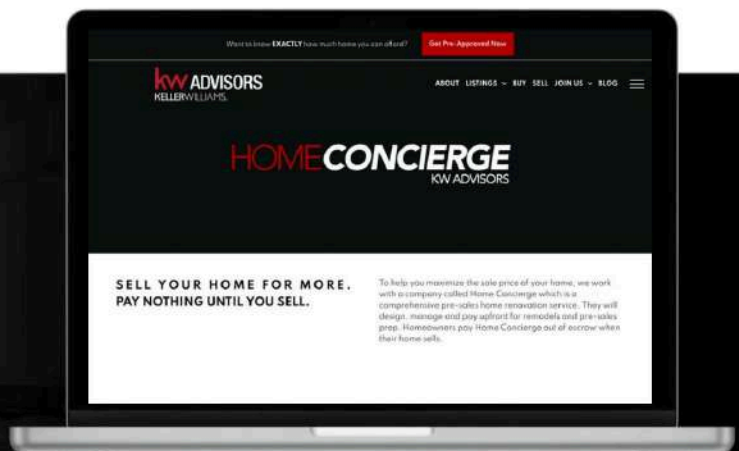 Want to know EXACTLY how much home you can afford? Get Pre-Approved Now
kw ADVISORS
KELLERWILLIAMS.
ABOUT LISTINGS BUY SELL JOIN US BLOG
HOMECONCIERGE
KW ADVISORS
SELL YOUR HOME FOR MORE.
PAY NOTHING UNTIL YOU SELL.
To help you maximize the sale price of your home, we work
with a company called Home Concierge which is a
comprehensive pre-sales home renovation service. They will
design, manage and pay upfront for remodels and pre-sales
prep. Homeowners pay Home Concierge out of escrow when
their home sells.